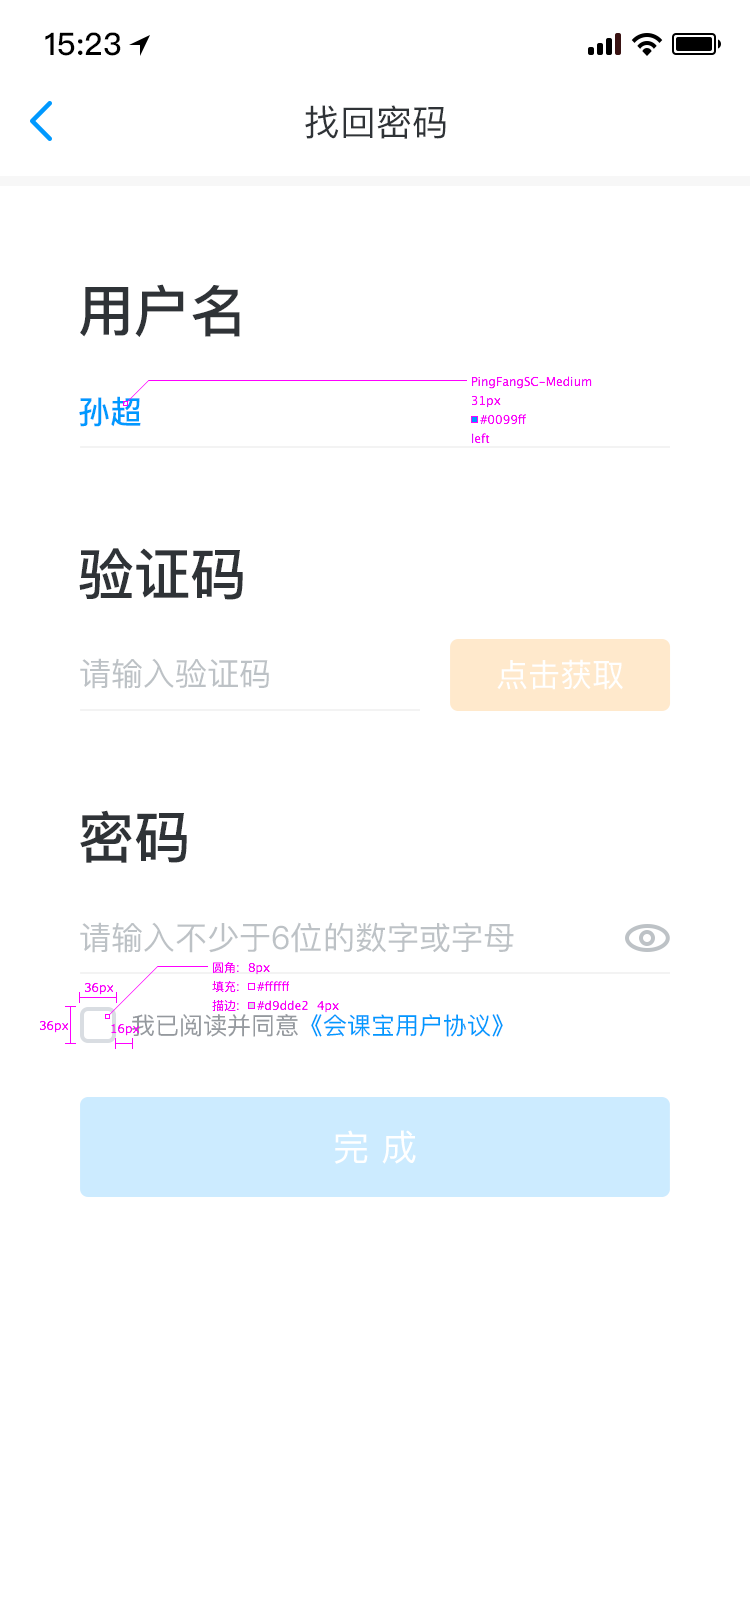 15:23
找回密码
用户名
PingFangSC-Medium
孙超
31px
#0099ff
left
验证码
请输入验证码
点击获取
密码
请输入不少于6位的数字或字母
圆角: 8px
36px
填充: #ffffff
描边: #d9dde2 4px
36px
16px
我已阅读并同意《会课宝用户协议》
完 成